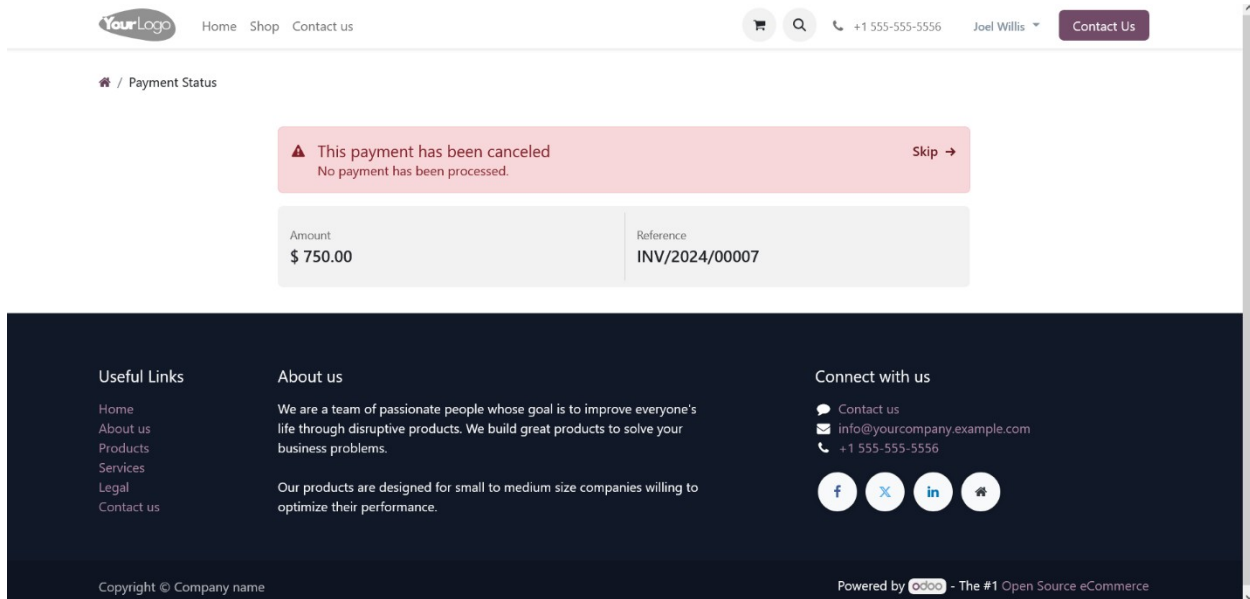 YourLogo Home Shop Contact us +1 555-555-5556 Joel Willis Contact Us
/ Payment Status
This payment has been canceled Skip →
No payment has been processed.
Amount Reference
$ 750.00 INV/2024/00007
Useful Links
Home
About us
Products
Services
Legal
Contact us
About us
We are a team of passionate people whose goal is to improve everyone's
life through disruptive products. We build great products to solve your
business problems.
Our products are designed for small to medium size companies willing to
optimize their performance.
Connect with us
Contact us
info@yourcompany.example.com
+1 555-555-5556
Copyright © Company name
Powered by odoo - The #1 Open Source eCommerce